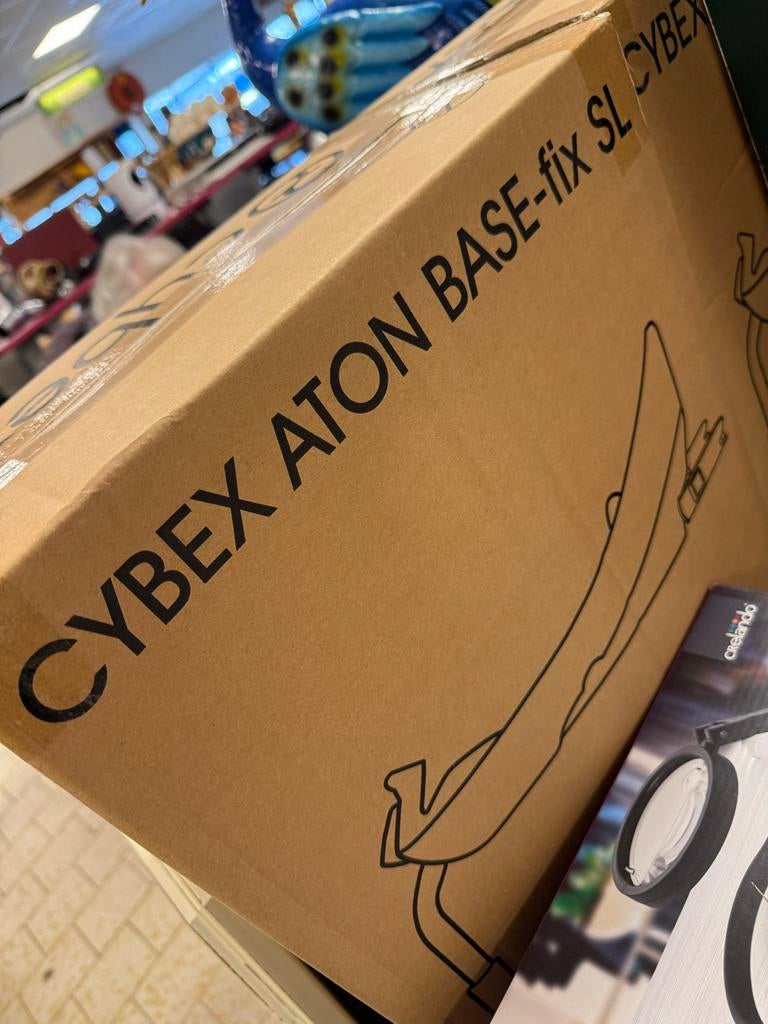 CYBEX ATON BASE-fix SL
CYBEX
CRelando